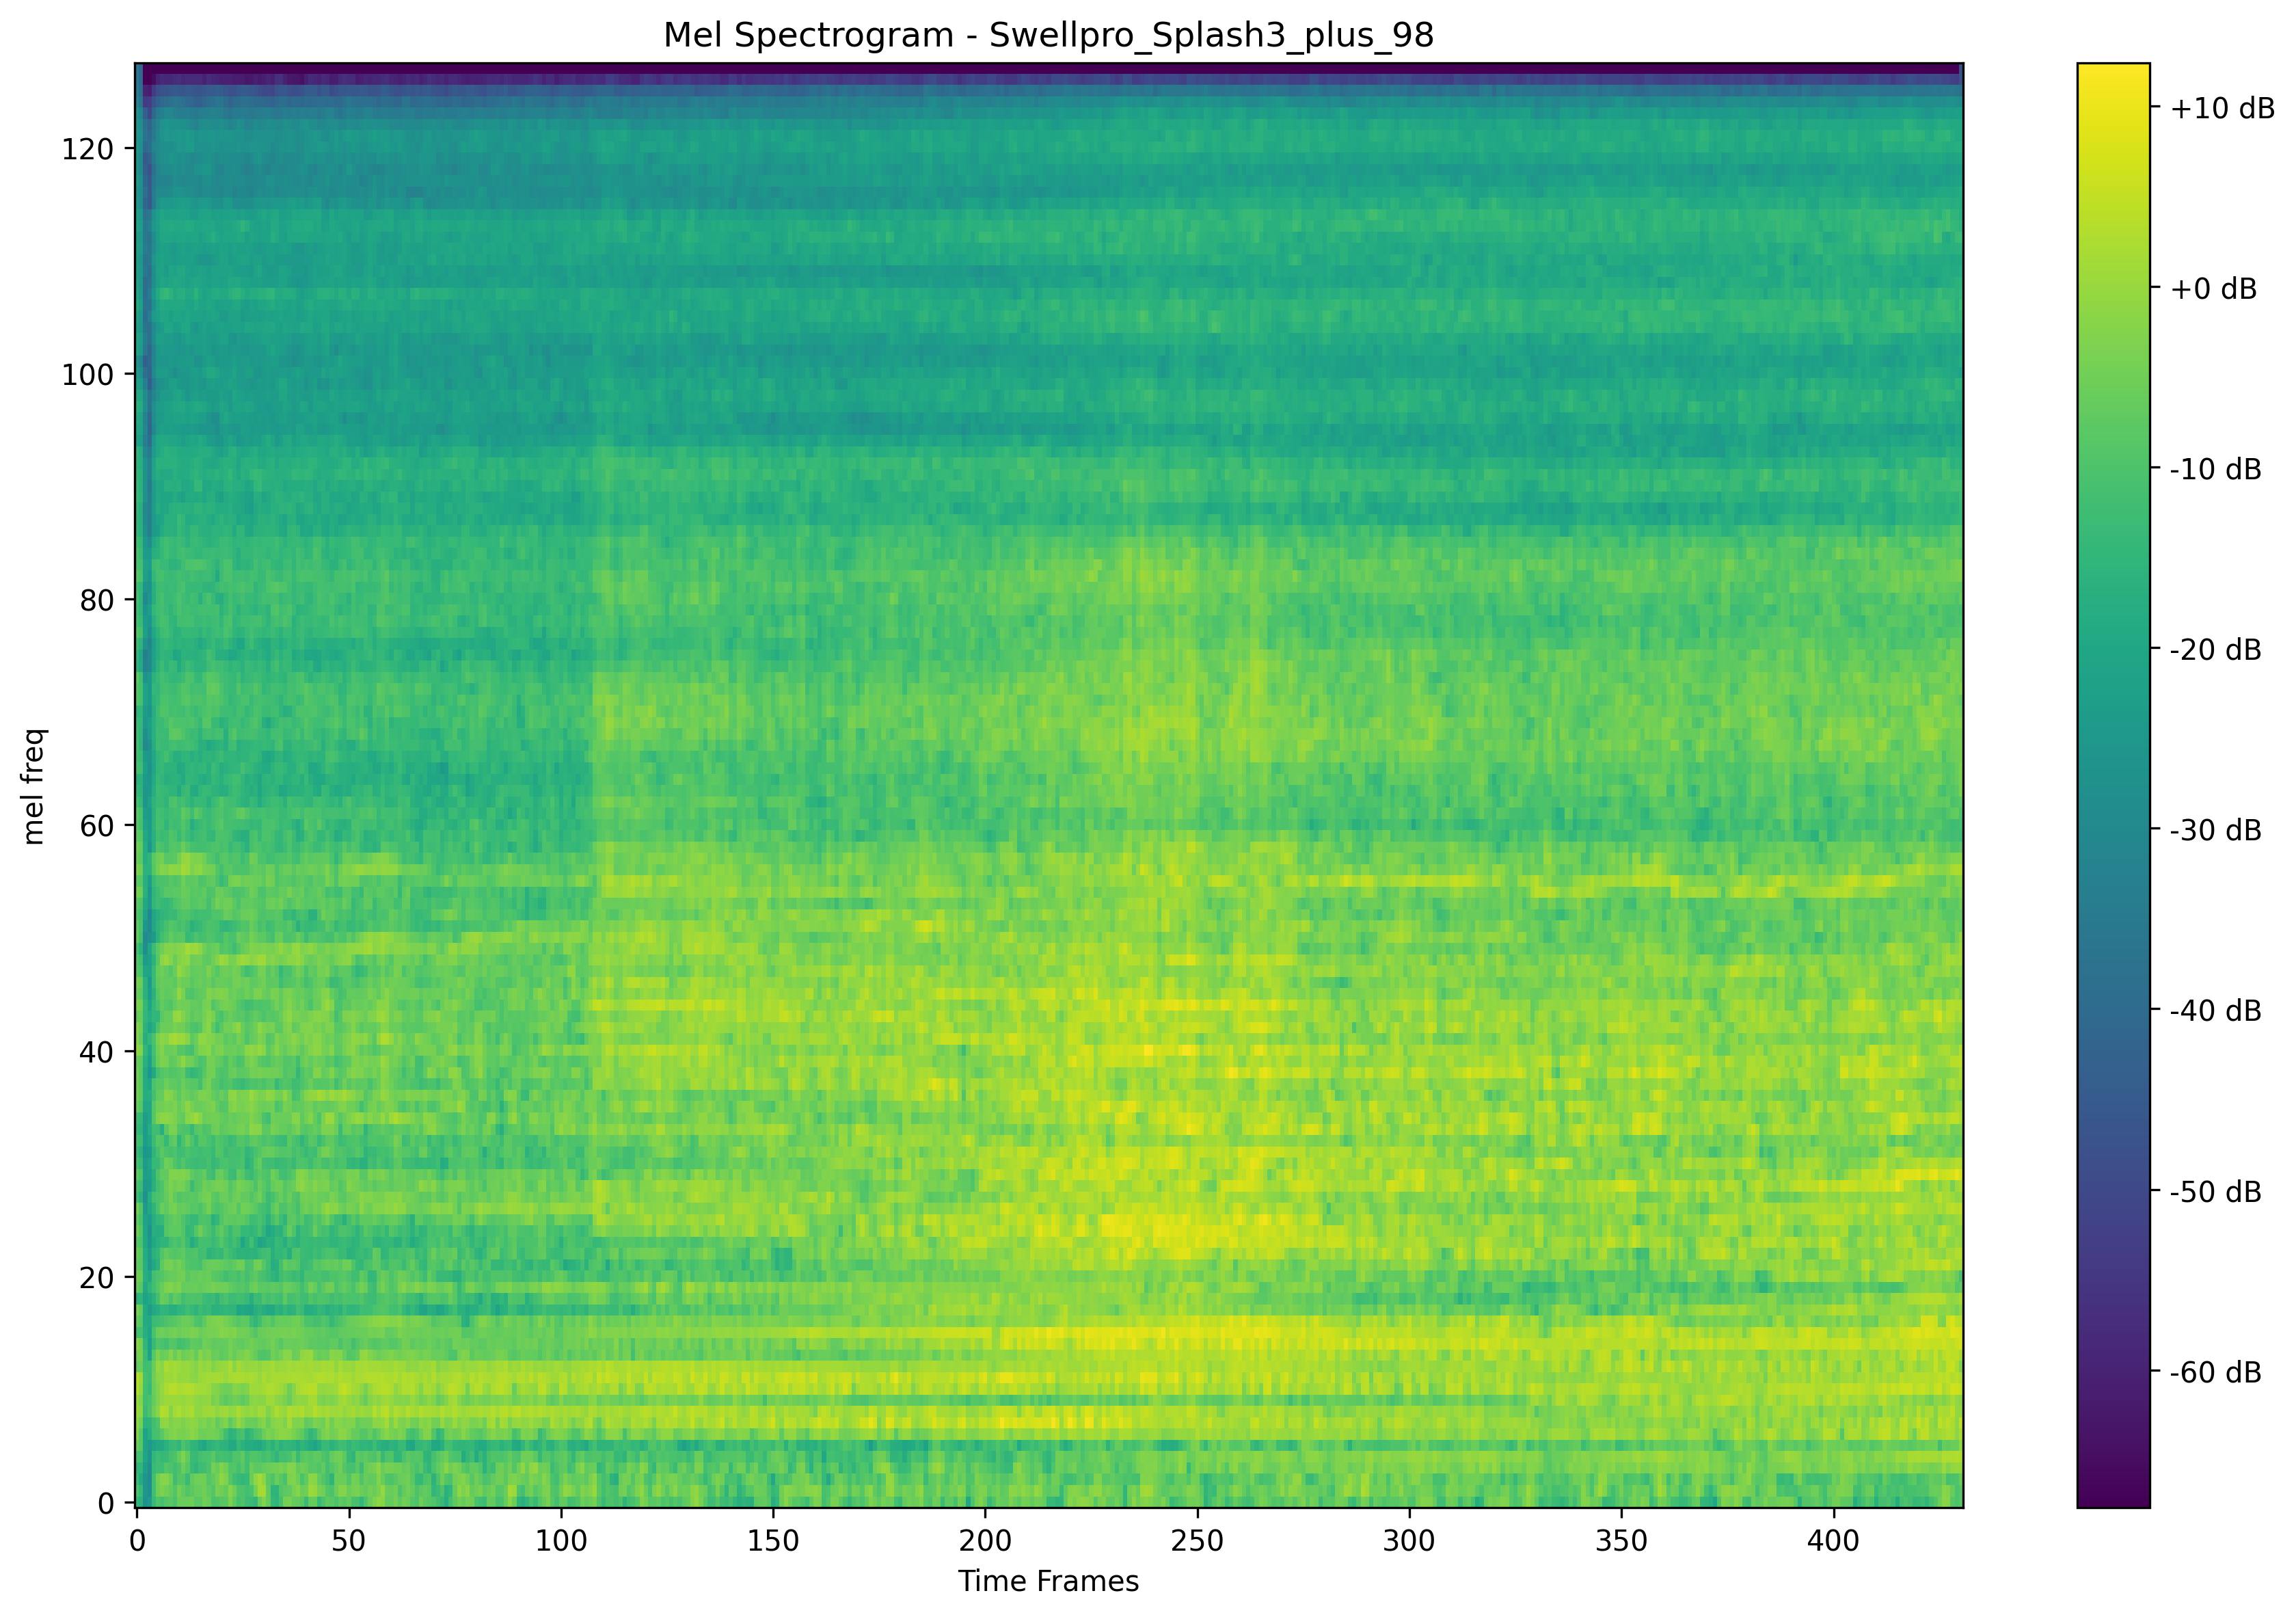 Mel Spectrogram - Swellpro_Splash3_plus_98
mel freq
120
100
80
60
40
20
0
0 50 100 150 200 250 300 350 400
Time Frames
+10 dB
+0 dB
-10 dB
-20 dB
-30 dB
-40 dB
-50 dB
-60 dB